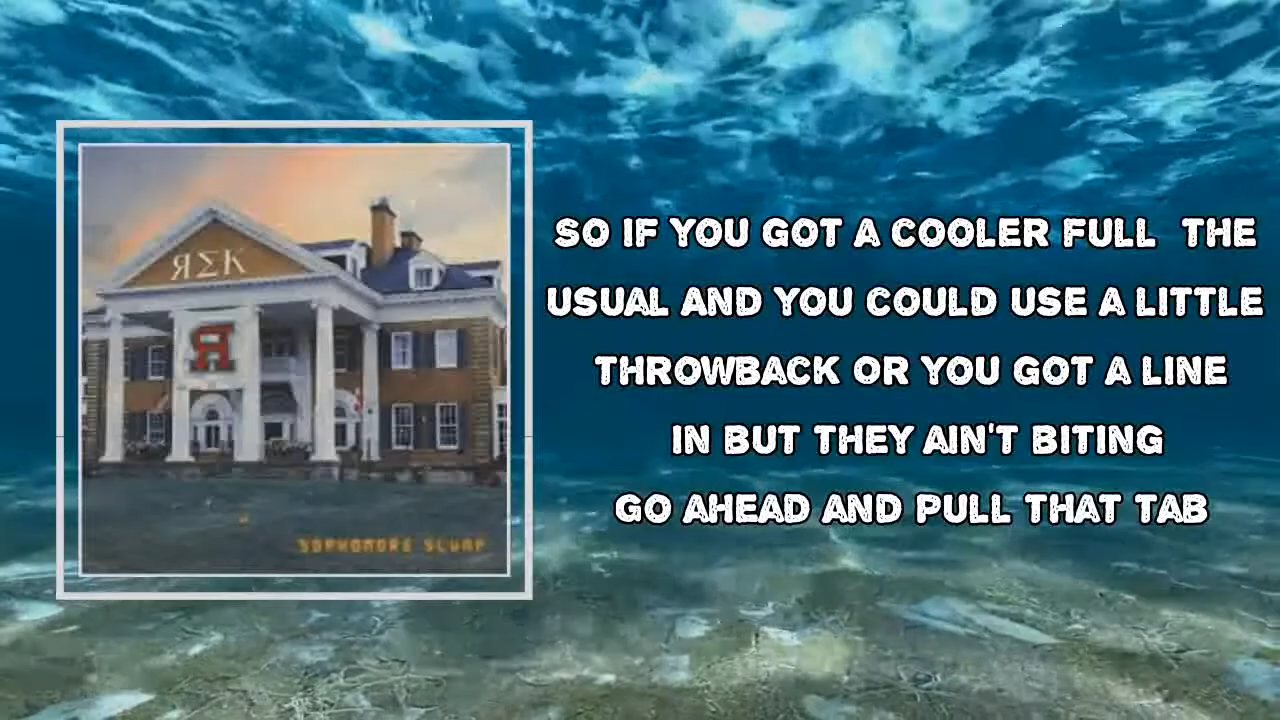 ЯΣK
Я
SOPHOMORE SLUMP
SO IF YOU GOT A COOLER FULL  THE
USUAL AND YOU COULD USE A LITTLE
THROWBACK OR YOU GOT A LINE
IN BUT THEY AIN'T BITING
GO AHEAD AND PULL THAT TAB